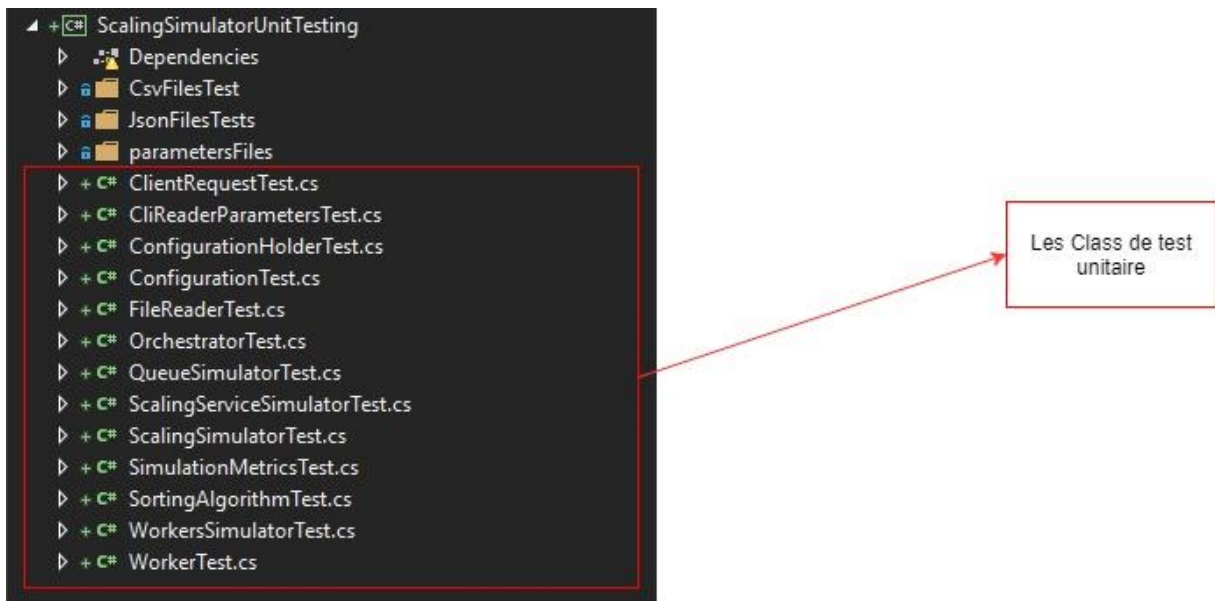 ScalingSimulatorUnitTesting
Dependencies
CsvFilesTest
JsonFilesTests
parametersFiles
C# ClientRequestTest.cs
C# CliReaderParametersTest.cs
C# ConfigurationHolderTest.cs
C# ConfigurationTest.cs
C# FileReaderTest.cs
C# OrchestratorTest.cs
C# QueueSimulatorTest.cs
C# ScalingServiceSimulatorTest.cs
C# ScalingSimulatorTest.cs
C# SimulationMetricsTest.cs
C# SortingAlgorithmTest.cs
C# WorkersSimulatorTest.cs
C# WorkerTest.cs
Les Class de test
unitaire